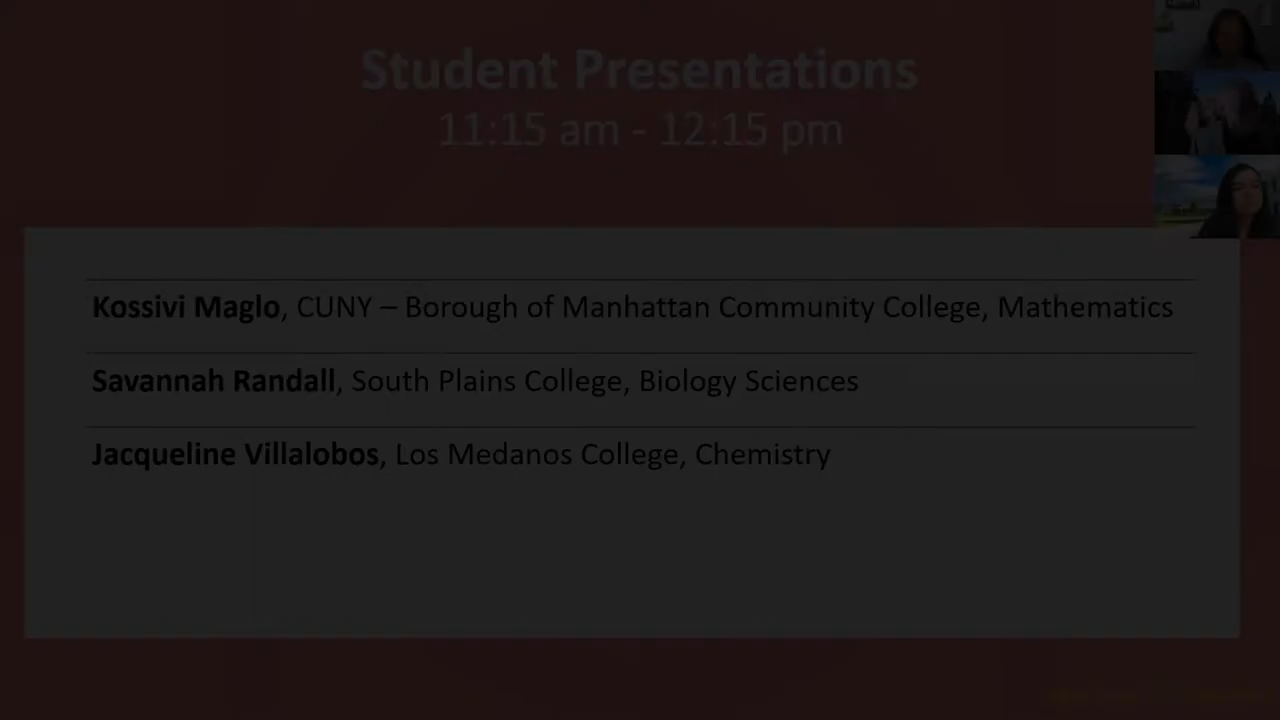 Student Presentations
11:15 am - 12:15 pm
Kossivi Maglo, CUNY – Borough of Manhattan Community College, Mathematics
Savannah Randall, South Plains College, Biology Sciences
Jacqueline Villalobos, Los Medanos College, Chemistry